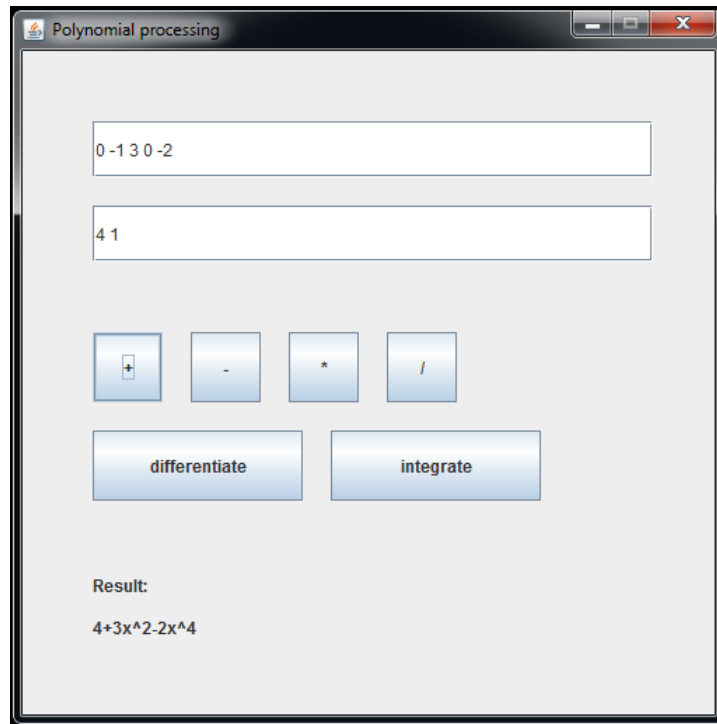 Polynomial processing
0 -1 3 0 -2
4 1
+ - * /
differentiate integrate
Result:
4+3x^2-2x^4